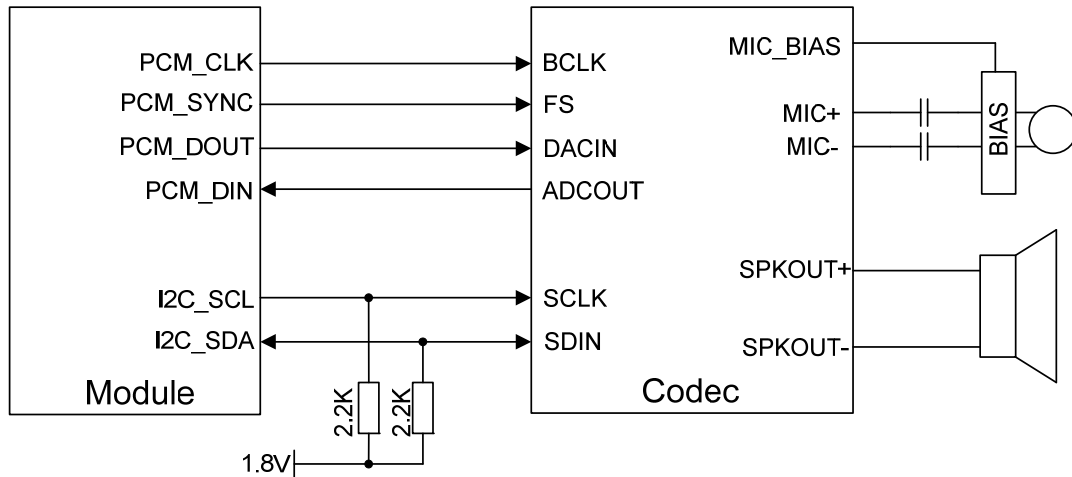 PCM_CLK
PCM_SYNC
PCM_DOUT
PCM_DIN
I2C_SCL
I2C_SDA
Module
2.2K
2.2K
1.8V
BCLK
FS
DACIN
ADCOUT
SCLK
SDIN
Codec
MIC_BIAS
MIC+
MIC-
SPKOUT+
SPKOUT-
BIAS